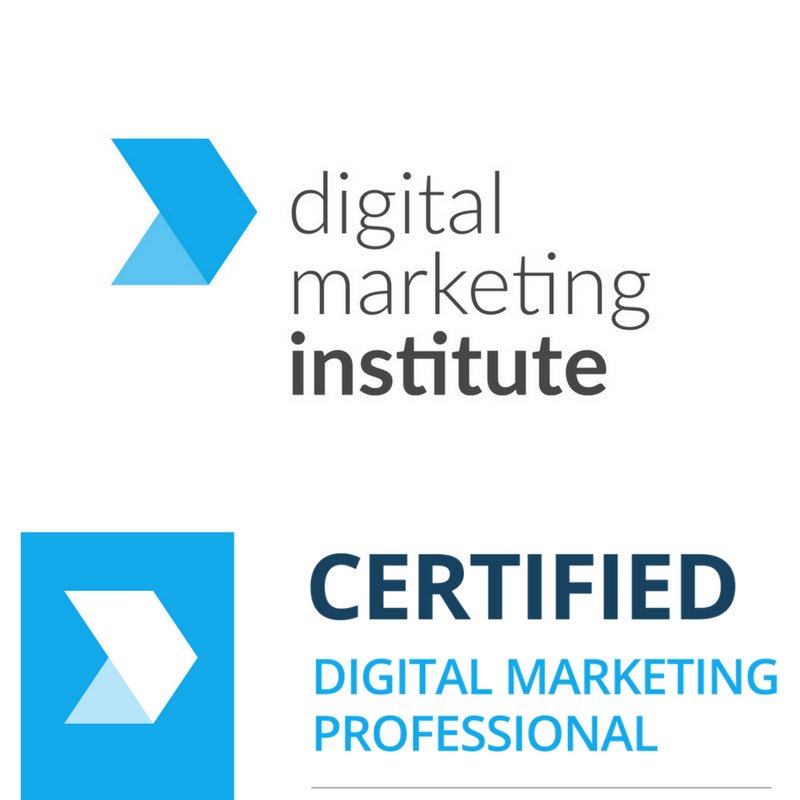 digital
marketing
institute
CERTIFIED
DIGITAL MARKETING
PROFESSIONAL